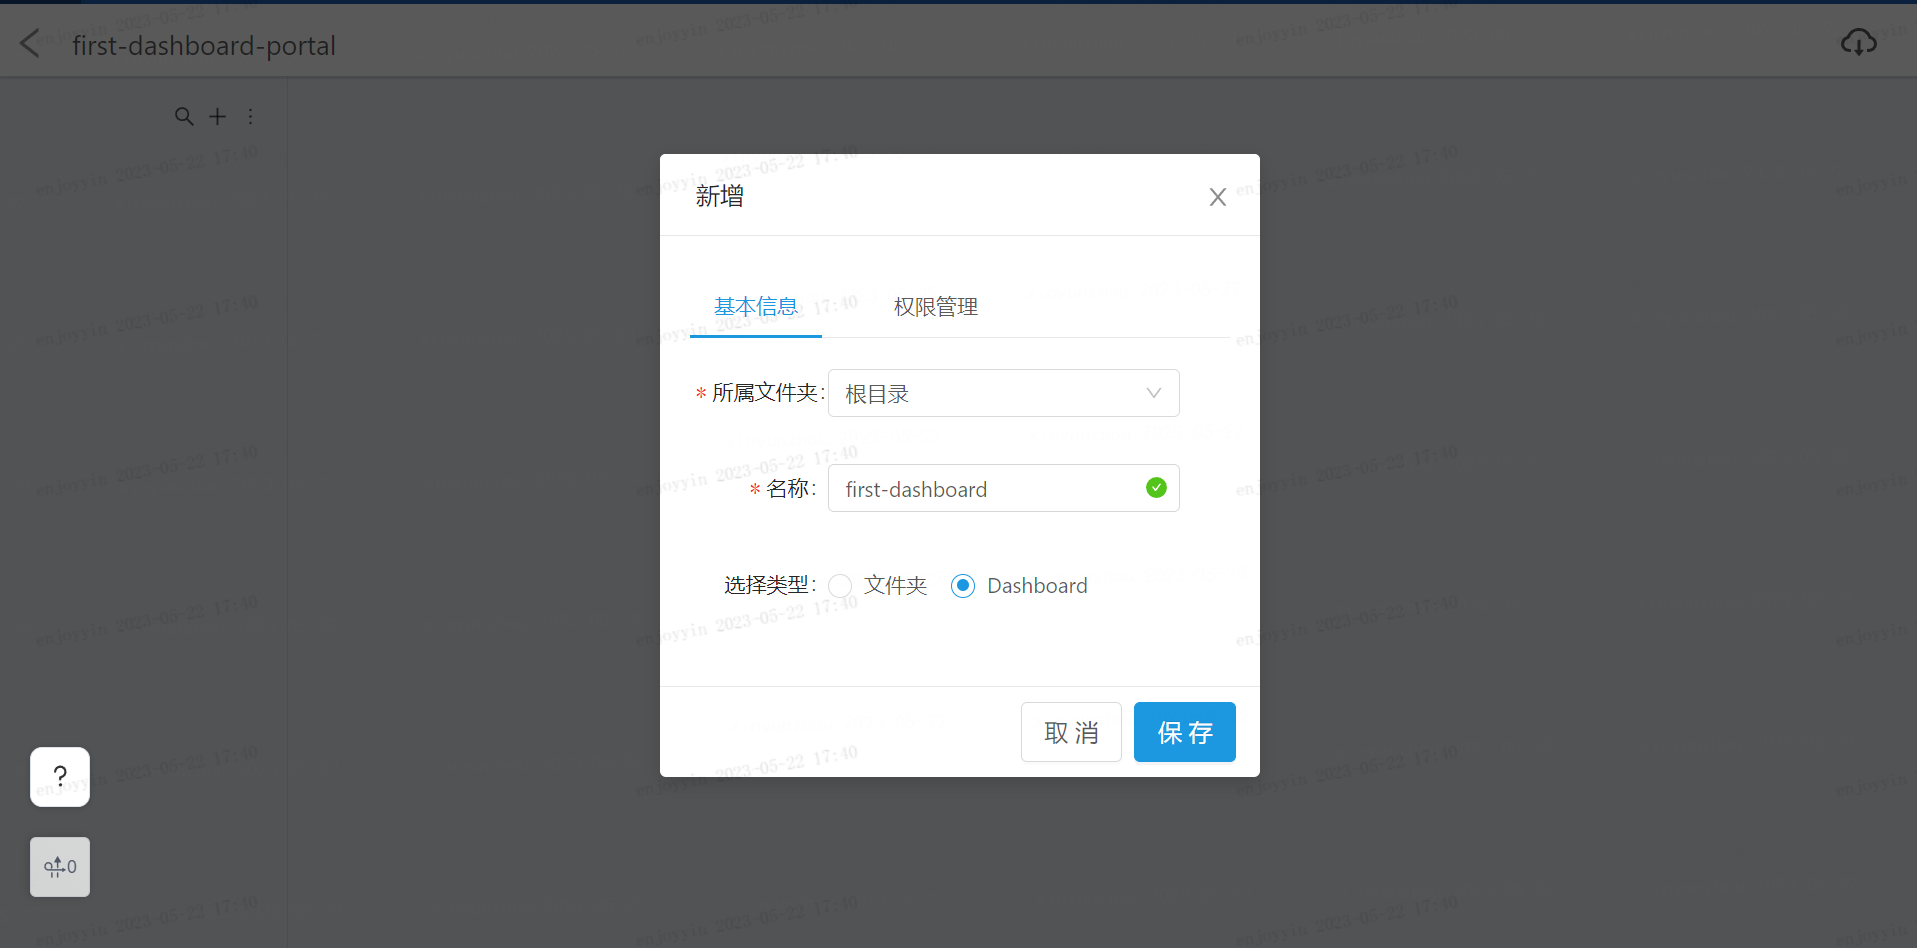 first-dashboard-portal
新增
基本信息 权限管理
* 所属文件夹: 根目录
* 名称: first-dashboard
选择类型: 文件夹 Dashboard
取消 保存
?
0
enjoyyin 2023-05-22 17:40